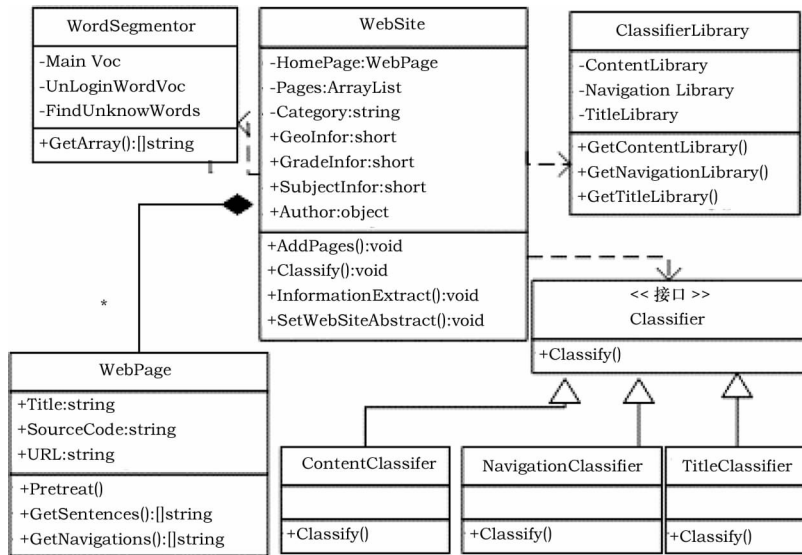 WordSegmentor
-Main Voc
-UnLoginWordVoc
-FindUnknowWords
+GetArray():[]string
WebSite
-HomePage:WebPage
-Pages:ArrayList
-Category:string
+GeoInfor:short
+GradeInfor:short
+SubjectInfor:short
+Author:object
+AddPages():void
+Classify():void
+InformationExtract():void
+SetWebSiteAbstract():void
ClassifierLibrary
-ContentLibrary
-Navigation Library
-TitleLibrary
+GetContentLibrary()
+GetNavigationLibrary()
+GetTitleLibrary()
*
<< 接口 >>
Classifier
+Classify()
WebPage
+Title:string
+SourceCode:string
+URL:string
+Pretreat()
+GetSentences():[]string
+GetNavigations():[]string
ContentClassifer
+Classify()
NavigationClassifier
+Classify()
TitleClassifier
+Classify()